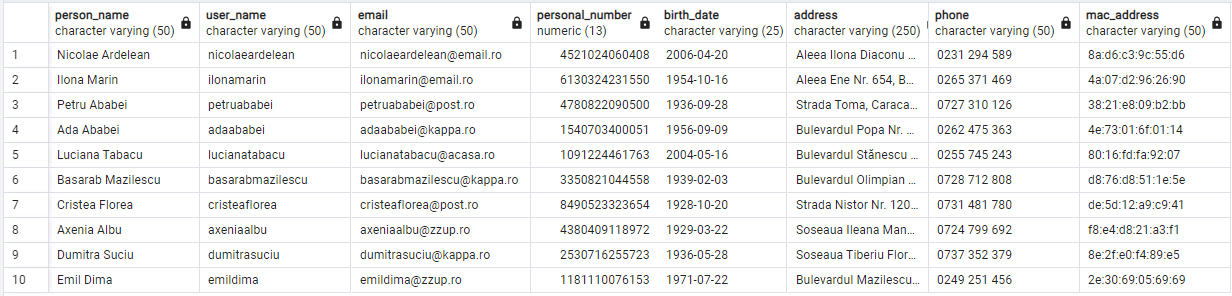 person_name user_name email personal_number birth_date address phone mac_address
character varying (50) character varying (50) character varying (50) numeric (13) character varying (25) character varying (250) character varying (50) character varying (50)
1 Nicolae Ardelean nicolaeardelean nicolaeardelean@email.ro 4521024060408 2006-04-20 Aleea Ilona Diaconu ... 0231 294 589 8a:d6:c3:9c:55:d6
2 Ilona Marin ilonamarin ilonamarin@email.ro 6130324231550 1954-10-16 Aleea Ene Nr. 654, B... 0265 371 469 4a:07:d2:96:26:90
3 Petru Ababei petruababei petruababei@post.ro 4780822090500 1936-09-28 Strada Toma, Caraca... 0727 310 126 38:21:e8:09:b2:bb
4 Ada Ababei adaababei adaababei@kappa.ro 1540703400051 1956-09-09 Bulevardul Popa Nr. ... 0262 475 363 4e:73:01:6f:01:14
5 Luciana Tabacu lucianatabacu lucianatabacu@acasa.ro 1091224461763 2004-05-16 Bulevardul Stănescu ... 0255 745 243 80:16:fd:fa:92:07
6 Basarab Mazilescu basarabmazilescu basarabmazilescu@kappa.ro 3350821044558 1939-02-03 Bulevardul Olimpian ... 0728 712 808 d8:76:d8:51:1e:5e
7 Cristea Florea cristeaflorea cristeaflorea@post.ro 8490523323654 1928-10-20 Strada Nistor Nr. 120... 0731 481 780 de:5d:12:a9:c9:41
8 Axenia Albu axeniaalbu axeniaalbu@zzup.ro 4380409118972 1929-03-22 Soseaua Ileana Man... 0724 799 692 f8:e4:d8:21:a3:f1
9 Dumitra Suciu dumitrasuciu dumitrasuciu@kappa.ro 2530716255723 1936-05-28 Soseaua Tiberiu Flor... 0737 352 379 8e:2f:e0:f4:89:e5
10 Emil Dima emildima emildima@zzup.ro 1181110076153 1971-07-22 Bulevardul Mazilescu... 0249 251 456 2e:30:69:05:69:69